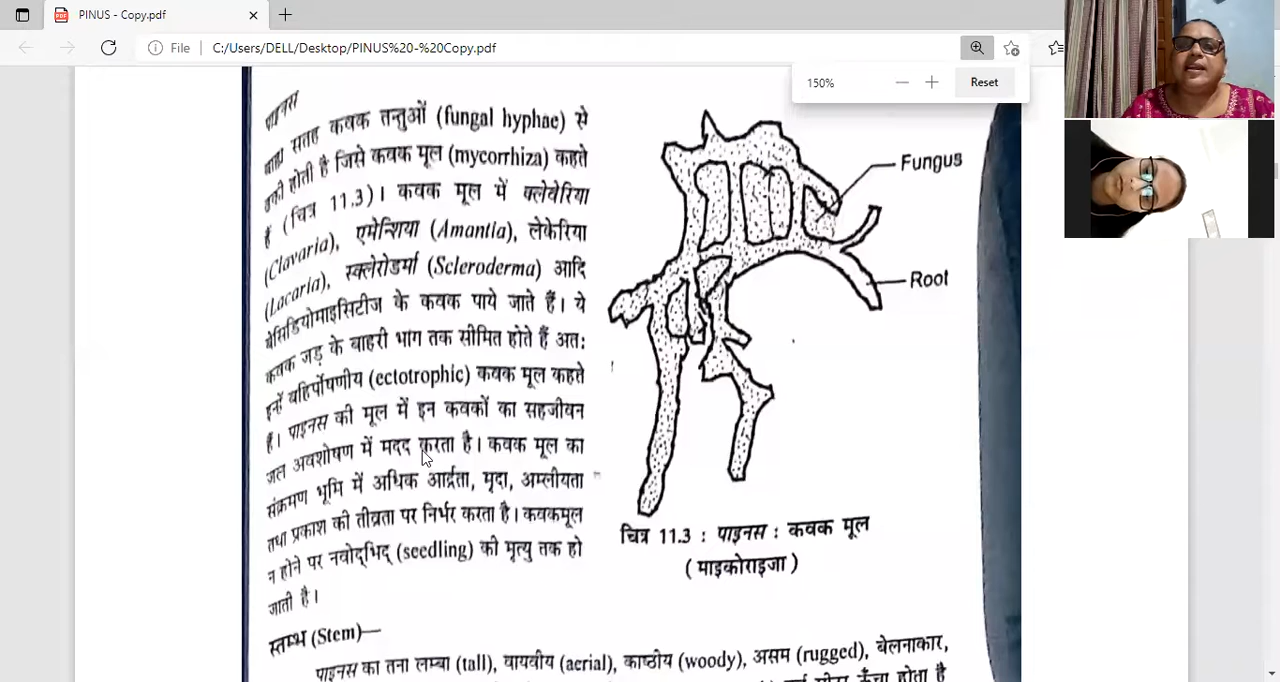 PINUS - Copy.pdf
File
C:/Users/DELL/Desktop/PINUS%20-%20Copy.pdf
150%
Reset
पाइनस
बाह्य सतह कवक तन्तुओं (fungal hyphae) से
ढकी होती है जिसे कवक मूल (mycorrhiza) कहते
हैं (चित्र 11.3)। कवक मूल में क्लेवेरिया
(Clavaria), एमेन्शिया (Amantia), लेकेरिया
(Lacaria), स्क्लेरोडर्मा (Scleroderma) आदि
बेसिडियोमाइसिटीज के कवक पाये जाते हैं। ये
कवक जड़ के बाहरी भाग तक सीमित होते हैं अतः
इन्हें बहिर्पोषणीय (ectotrophic) कवक मूल कहते
हैं। पाइनस की मूल में इन कवकों का सहजीवन
जल अवशोषण में मदद करता है। कवक मूल का
संक्रमण भूमि में अधिक आर्द्रता, मृदा, अम्लीयता
तथा प्रकाश की तीव्रता पर निर्भर करता है। कवकमूल
न होने पर नवोद्‌भिद् (seedling) की मृत्यु तक हो
जाती है।
Fungus
Root
चित्र 11.3 : पाइनस : कवक मूल
( माइकोराइजा )
स्तम्भ (Stem)—
पाइनस का तना लम्बा (tall), वायवीय (aerial), काष्ठीय (woody), असम (rugged), बेलनाकार,
ऊँचा होता है